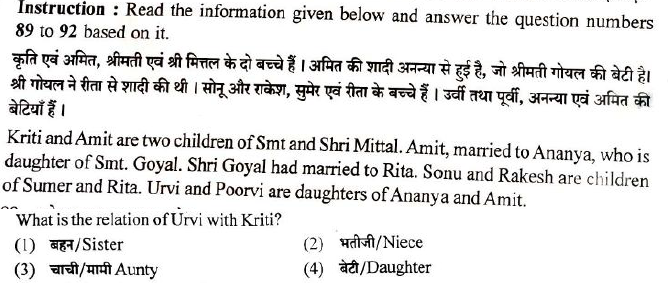 Instruction : Read the information given below and answer the question numbers
89 to 92 based on it.
कृति एवं अमित, श्रीमती एवं श्री मित्तल के दो बच्चे हैं । अमित की शादी अनन्या से हुई है, जो श्रीमती गोयल की बेटी है।
श्री गोयल ने रीता से शादी की थी । सोनू और राकेश, सुमेर एवं रीता के बच्चे हैं । उर्वी तथा पूर्वी, अनन्या एवं अमित की
बेटियाँ हैं ।
Kriti and Amit are two children of Smt and Shri Mittal. Amit, married to Ananya, who is
daughter of Smt. Goyal. Shri Goyal had married to Rita. Sonu and Rakesh are children
of Sumer and Rita. Urvi and Poorvi are daughters of Ananya and Amit.
What is the relation of Urvi with Kriti?
(1) बहन/Sister (2) भतीजी/Niece
(3) चाची/मामी Aunty (4) बेटी/Daughter